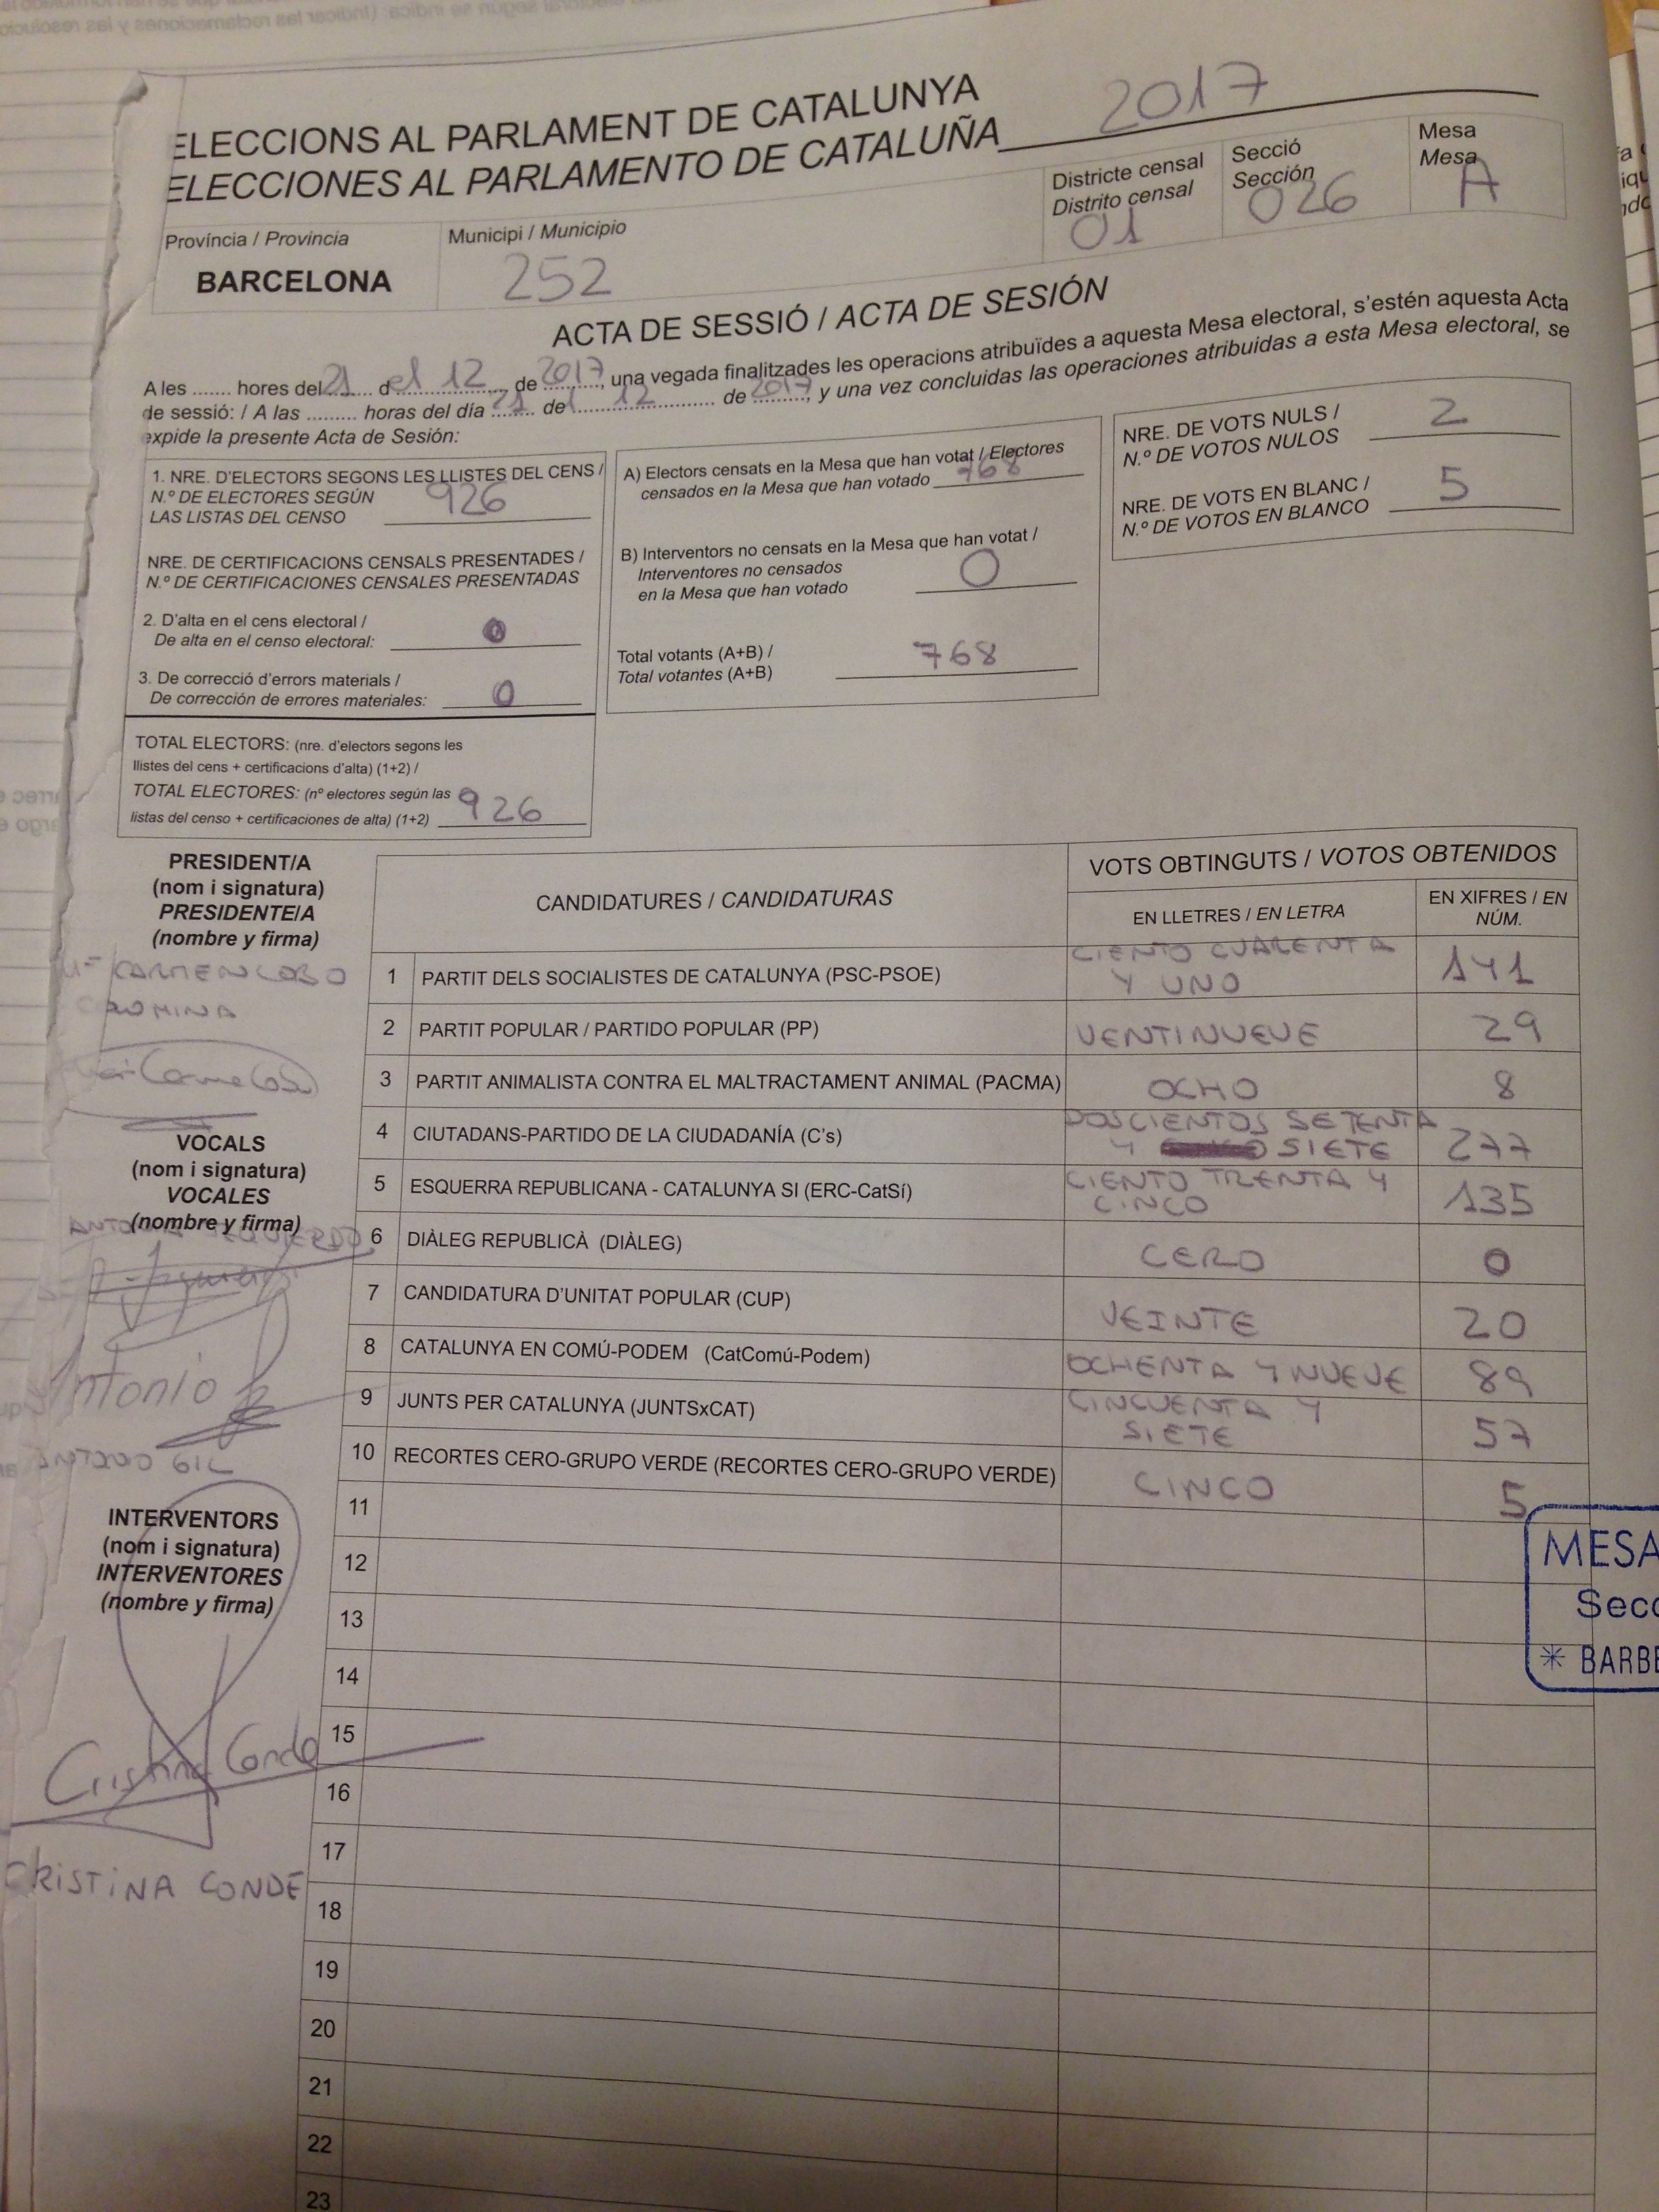 ELECCIONS AL PARLAMENT DE CATALUNYA
ELECCIONES AL PARLAMENTO DE CATALUÑA 2017
Província / Provincia
BARCELONA
Municipi / Municipio
252
Districte censal
Distrito censal
01
Secció
Sección
026
Mesa
Mesa
A
ACTA DE SESSIÓ / ACTA DE SESIÓN
A les ....... hores del 21 d el 12 de 2017, una vegada finalitzades les operacions atribuïdes a aquesta Mesa electoral, s'estén aquesta Acta
de sessió: / A las ......... horas del día 21 del 12 de 2017, y una vez concluidas las operaciones atribuidas a esta Mesa electoral, se
expide la presente Acta de Sesión:
1. NRE. D'ELECTORS SEGONS LES LLISTES DEL CENS /
N.º DE ELECTORES SEGÚN
LAS LISTAS DEL CENSO 926
NRE. DE CERTIFICACIONS CENSALS PRESENTADES /
N.º DE CERTIFICACIONES CENSALES PRESENTADAS
2. D'alta en el cens electoral /
De alta en el censo electoral: 0
3. De correcció d'errors materials /
De corrección de errores materiales: 0
TOTAL ELECTORS: (nre. d'electors segons les
llistes del cens + certificacions d'alta) (1+2) /
TOTAL ELECTORES: (nº electores según las
listas del censo + certificaciones de alta) (1+2) 926
A) Electors censats en la Mesa que han votat / Electores
censados en la Mesa que han votado 768
B) Interventors no censats en la Mesa que han votat /
Interventores no censados
en la Mesa que han votado 0
Total votants (A+B) /
Total votantes (A+B) 768
NRE. DE VOTS NULS /
N.º DE VOTOS NULOS 2
NRE. DE VOTS EN BLANC /
N.º DE VOTOS EN BLANCO 5
PRESIDENT/A
(nom i signatura)
PRESIDENTE/A
(nombre y firma)
Mª CARMEN LOBO
VOCALS
(nom i signatura)
VOCALES
(nombre y firma)
Antonio
ANTONIO GIL
INTERVENTORS
(nom i signatura)
INTERVENTORES
(nombre y firma)
Cristina Conde
CRISTINA CONDE
CANDIDATURES / CANDIDATURAS
VOTS OBTINGUTS / VOTOS OBTENIDOS
EN LLETRES / EN LETRA
EN XIFRES / EN
NÚM.
1 PARTIT DELS SOCIALISTES DE CATALUNYA (PSC-PSOE) CIENTO CUARENTA
Y UNO 141
2 PARTIT POPULAR / PARTIDO POPULAR (PP) VENTINUEVE 29
3 PARTIT ANIMALISTA CONTRA EL MALTRACTAMENT ANIMAL (PACMA) OCHO 8
4 CIUTADANS-PARTIDO DE LA CIUDADANÍA (C's) DOSCIENTOS SETENTA
Y SIETE 277
5 ESQUERRA REPUBLICANA - CATALUNYA SI (ERC-CatSí) CIENTO TRENTA Y
CINCO 135
6 DIÀLEG REPUBLICÀ (DIÀLEG) CERO 0
7 CANDIDATURA D'UNITAT POPULAR (CUP) VEINTE 20
8 CATALUNYA EN COMÚ-PODEM (CatComú-Podem) OCHENTA Y NUEVE 89
9 JUNTS PER CATALUNYA (JUNTSxCAT) CINCUENTA Y
SIETE 57
10 RECORTES CERO-GRUPO VERDE (RECORTES CERO-GRUPO VERDE) CINCO 5
11
12
13
14
15
16
17
18
19
20
21
22
23
MESA
Secc
* BARBE